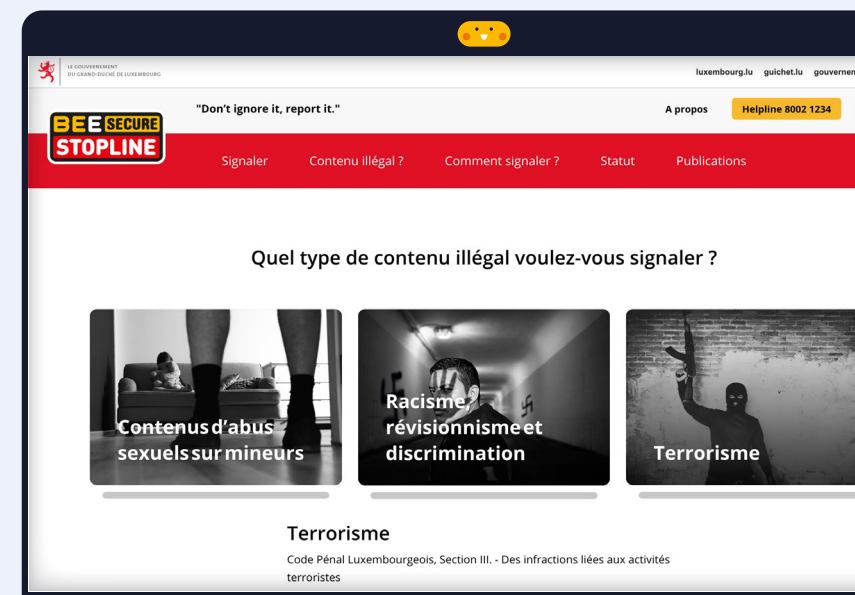 LE GOUVERNEMENT
DU GRAND-DUCHÉ DE LUXEMBOURG
luxembourg.lu guichet.lu
"Don't ignore it, report it."
A propos
Helpline 8002 1234
BEE SECURE
STOPLINE
Signaler
Contenu illégal ?
Comment signaler ?
Statut
Publications
Quel type de contenu illégal voulez-vous signaler ?
Contenus d'abus
sexuels sur mineurs
Racisme,
révisionnisme et
discrimination
Terrorisme
Terrorisme
Code Pénal Luxembourgeois, Section III. - Des infractions liées aux activités
terroristes